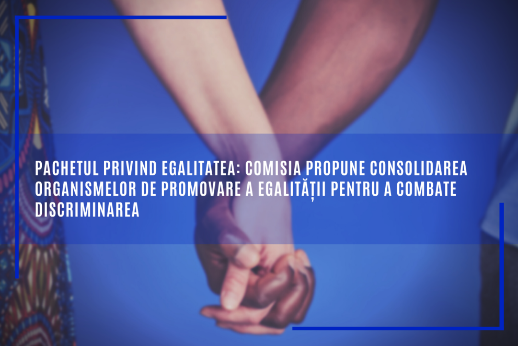 PACHETUL PRIVIND EGALITATEA: COMISIA PROPUNE CONSOLIDAREA
ORGANISMELOR DE PROMOVARE A EGALITĂȚII PENTRU A COMBATE
DISCRIMINAREA